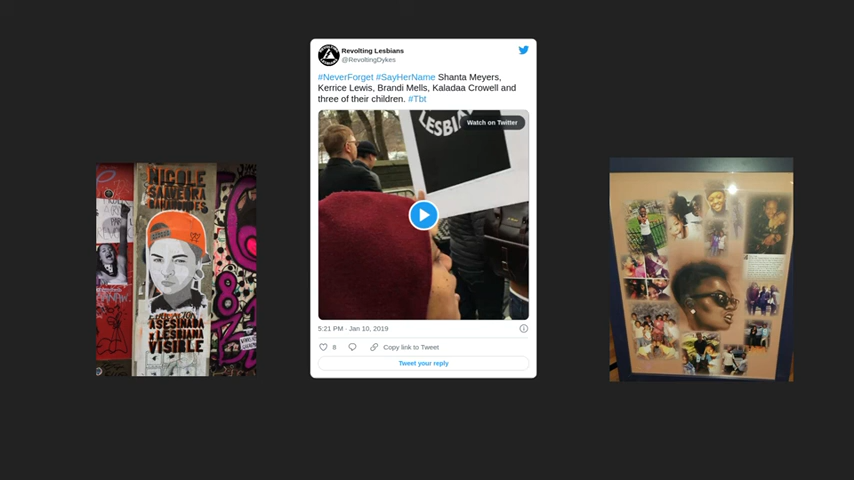 NICOLE
SAAVEDRA
ASESINADA
Y LESBIANA
VISIBLE
Revolting Lesbians
@RevoltingDykes
#NeverForget #SayHerName Shanta Meyers,
Kerrice Lewis, Brandi Mells, Kaladaa Crowell and
three of their children. #Tbt
LESBIA
Watch on Twitter
5:21 PM · Jan 10, 2019
8
Copy link to Tweet
Tweet your reply